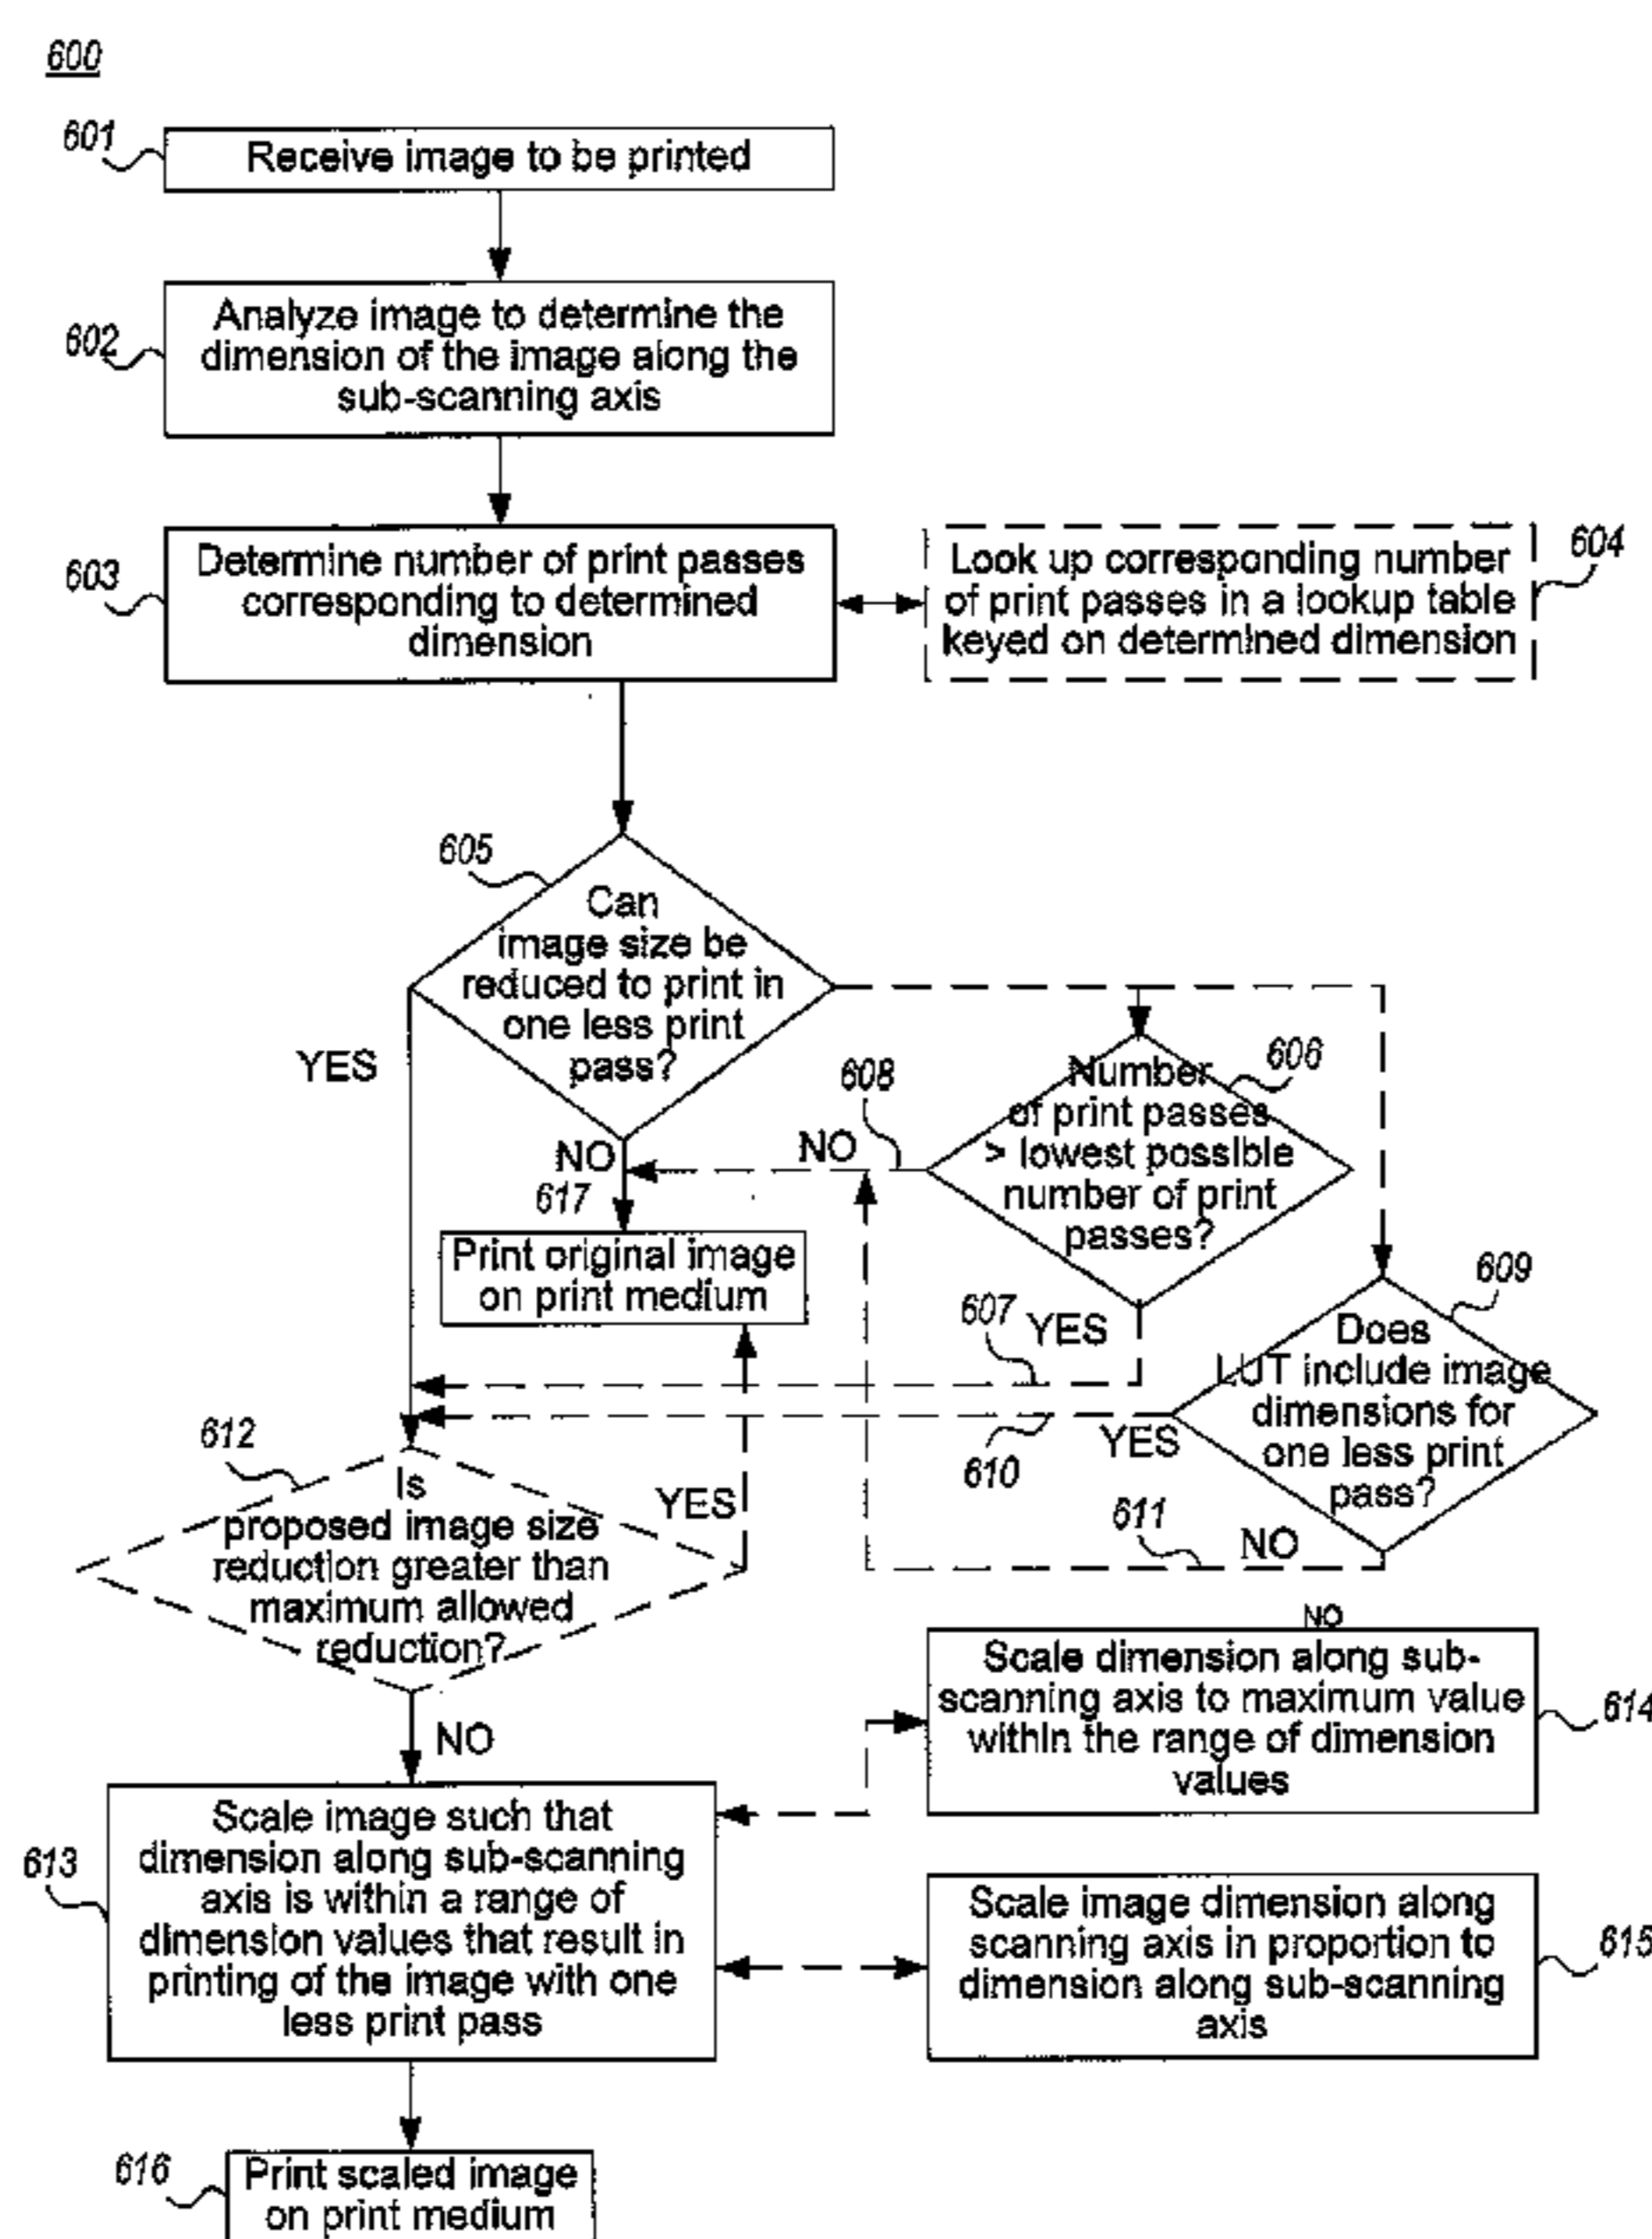 600
601
Receive image to be printed
602
Analyze image to determine the
dimension of the image along the
sub-scanning axis
603
Determine number of print passes
corresponding to determined
dimension
Look up corresponding number
of print passes in a lookup table
keyed on determined dimension
604
605
Can
image size be
reduced to print in
one less print
pass?
YES
NO
606
Number
of print passes
> lowest possible
number of print
passes?
608
NO
617
Print original image
on print medium
607
YES
609
Does
LUT include image
dimensions for
one less print
pass?
YES
610
611
NO
612
Is
proposed image size
reduction greater than
maximum allowed
reduction?
YES
NO
NO
Scale dimension along sub-
scanning axis to maximum value
within the range of dimension
values
614
613
Scale image such that
dimension along sub-scanning
axis is within a range of
dimension values that result in
printing of the image with one
less print pass
Scale image dimension along
scanning axis in proportion to
dimension along sub-scanning
axis
615
616
Print scaled image
on print medium